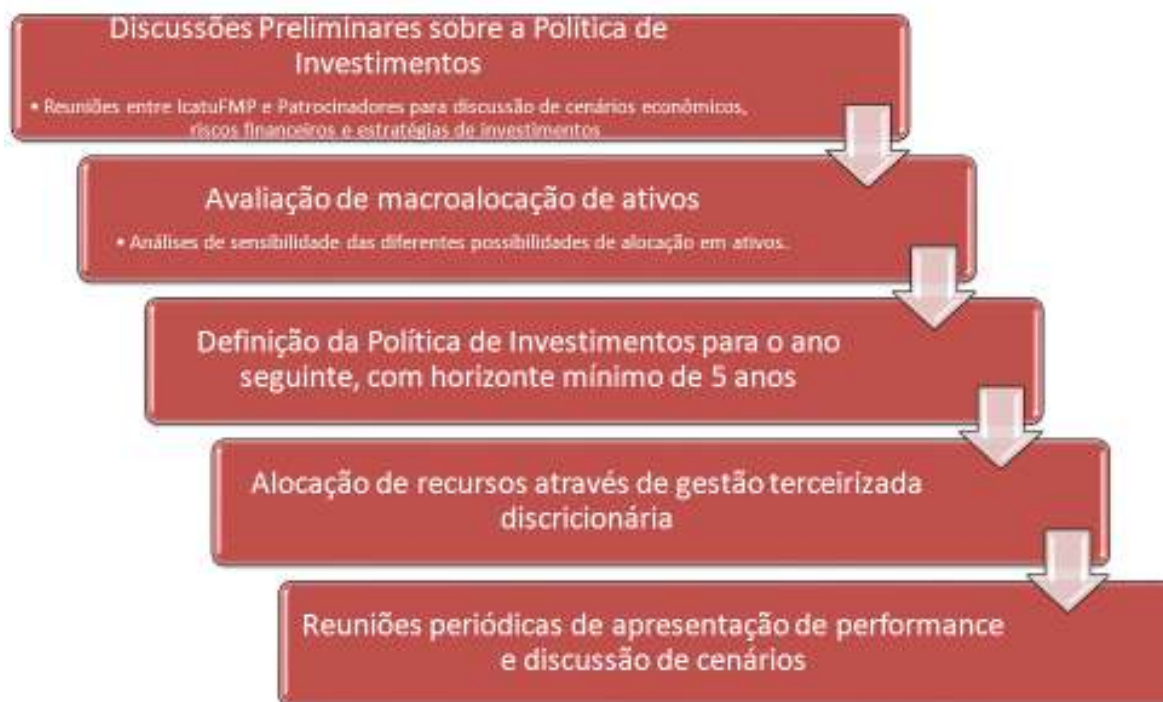 Discussões Preliminares sobre a Política de
Investimentos
• Reuniões entre IcatuFMP e Patrocinadores para discussão de cenários econômicos,
riscos financeiros e estratégias de investimentos
Avaliação de macroalocação de ativos
• Análises de sensibilidade das diferentes possibilidades de alocação em ativos.
Definição da Política de Investimentos para o ano
seguinte, com horizonte mínimo de 5 anos
Alocação de recursos através de gestão terceirizada
discricionária
Reuniões periódicas de apresentação de performance
e discussão de cenários